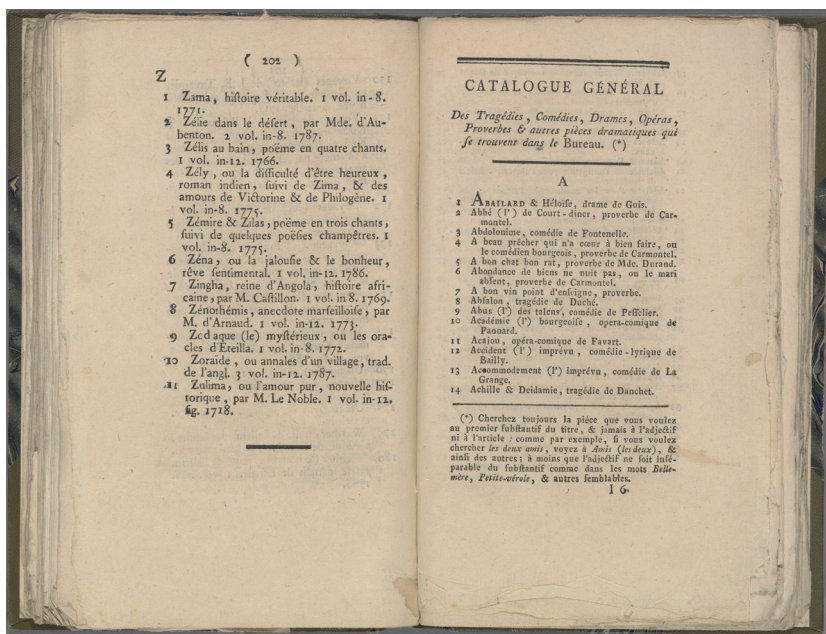 ( 202 )
Z
1 Zama, hiſtoire véritable. 1 vol. in-8.
1771.
2 Zélie dans le déſert, par Mde. d'Au-
benton. 2 vol. in-8. 1787.
3 Zélis au bain, poëme en quatre chants.
1 vol. in-12. 1766.
4 Zély, ou la difficulté d'être heureux,
roman indien, ſuivi de Zima, & des
amours de Victorine & de Philogène. 1
vol. in-8. 1775.
5 Zémire & Zilas, poëme en trois chants,
ſuivi de quelques poëſies champêtres. 1
vol. in-8. 1775.
6 Zéna, ou la jalouſie & le bonheur,
rêve sentimental. 1 vol. in-12. 1786.
7 Zingha, reine d'Angola, hiſtoire afri-
caine, par M. Caſtillon. 1 vol. in 8. 1769.
8 Zénorhémis, anecdote marſeilloiſe, par
M. d'Arnaud. 1 vol. in-12. 1773.
9 Zodiaque (le) myſtérieux, ou les ora-
cles d'Eteilla. 1 vol. in-8. 1772.
10 Zoraïde, ou annales d'un village, trad.
de l'angl. 3 vol. in-12. 1787.
11 Zulima, ou l'amour pur, nouvelle hiſ-
torique, par M. Le Noble. 1 vol. in-12.
fig. 1718.
CATALOGUE GÉNÉRAL
Des Tragédies, Comédies, Drames, Opéras,
Proverbes & autres pièces dramatiques qui
ſe trouvent dans le Bureau. (*)
A
1 ABAILARD & Héloïſe, drame de Guis.
2 Abbé (l') de Court-diner, proverbe de Car-
montel.
3 Abdolonime, comédie de Fontenelle.
4 A beau précher qui n'a cœur à bien faire, ou
le comédien bourgeois, proverbe de Carmontel.
5 A bon chat bon rat, proverbe de Mde. Durand.
6 Abondance de biens ne nuit pas, ou le mari
abſent, proverbe de Carmontel.
7 A bon vin point d'enſeigne, proverbe.
8 Abſalon, tragédie de Duché.
9 Abus (l') des talens, comédie de Peſſelier.
10 Académie (l') bourgeoiſe, opera-comique de
Pannard.
11 Acajou, opéra-comique de Favart.
12 Accident (l') imprévu, comédie-lyrique de
Bailly.
13 Accommodement (l') imprévu, comédie de La
Grange.
14 Achille & Deidamie, tragédie de Danchet.
(*) Cherchez toujours la piéce que vous voulez
au premier ſubſtantif du titre, & jamais à l'adjectif
ni à l'article : comme par exemple, ſi vous voulez
chercher les deux amis, voyez à Amis (les deux), &
ainſi des autres ; à moins que l'adjectif ne ſoit inſé-
parable du ſubſtantif comme dans les mots Belle-
mère, Petite-vérole, & autres ſemblables.
I 6